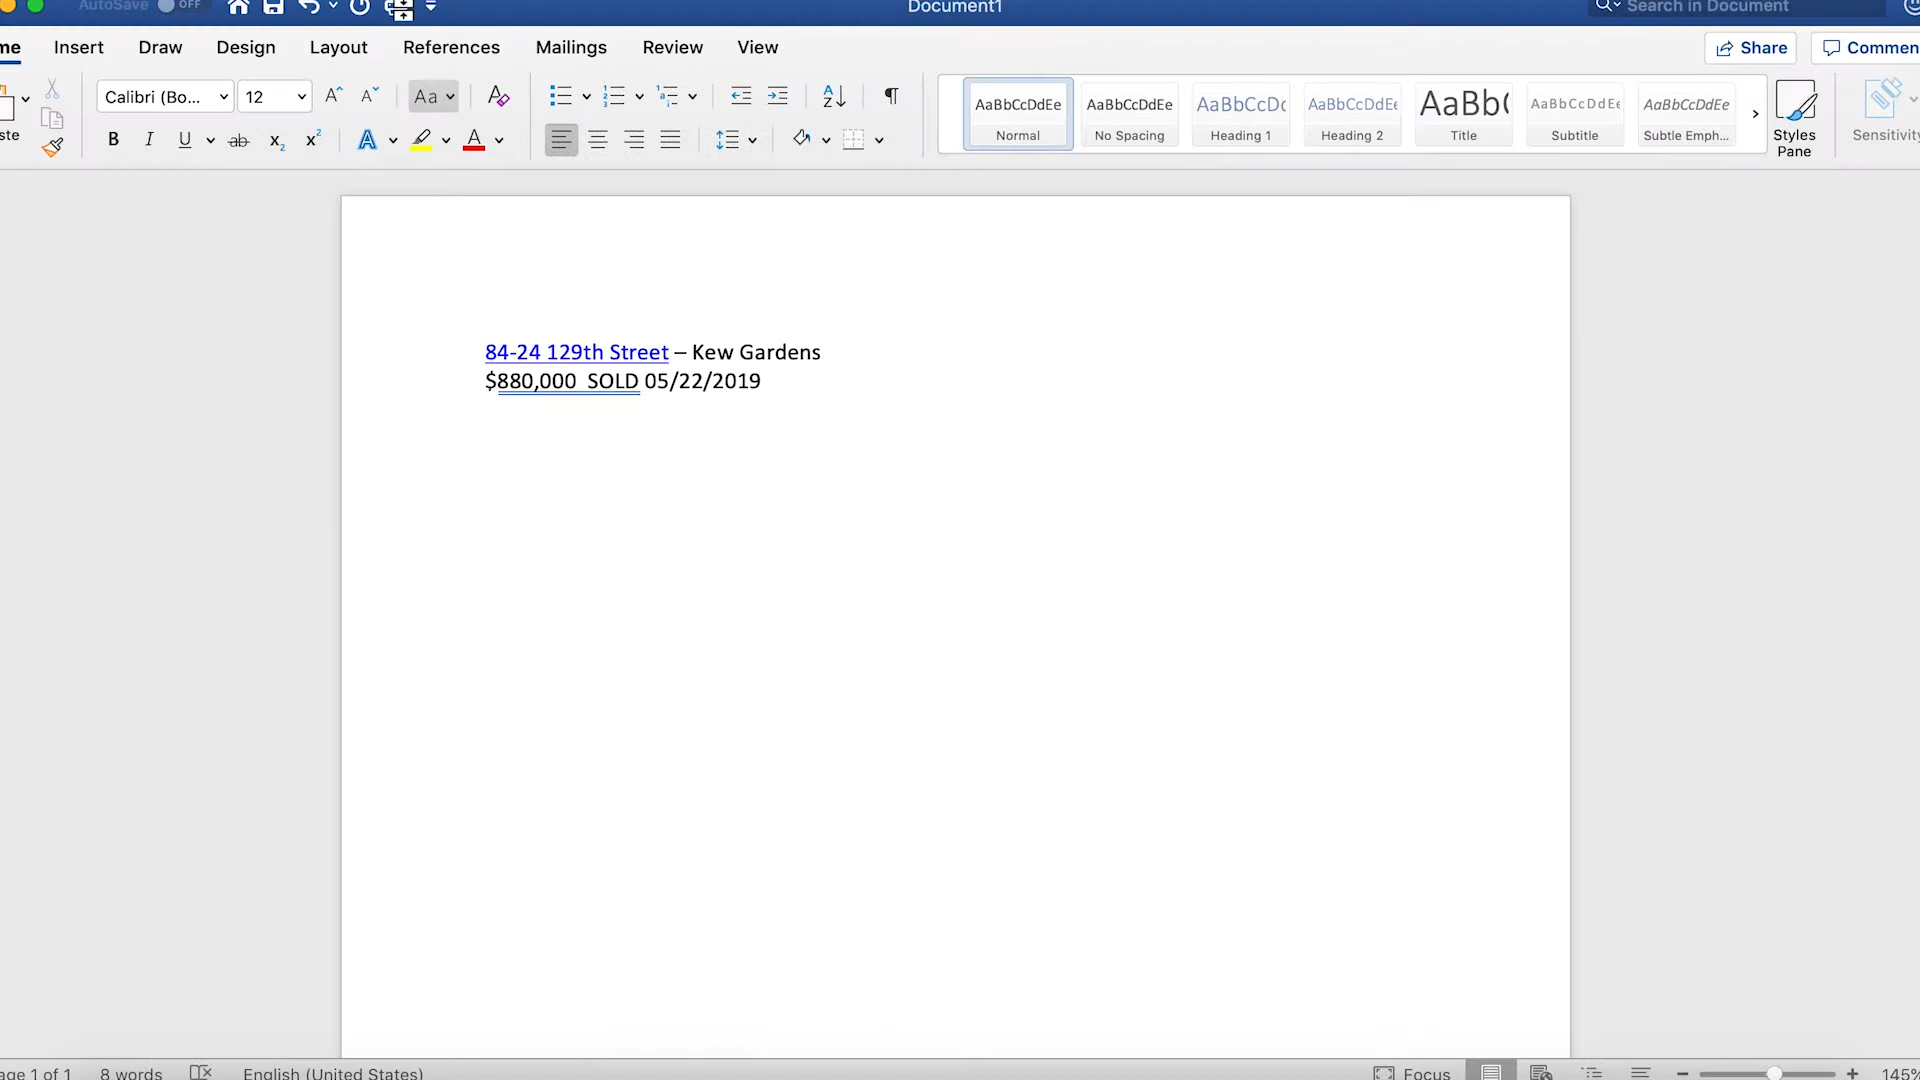 AutoSave OFF
Document1
Search in Document
me Insert Draw Design Layout References Mailings Review View
Share
Commen
Calibri (Bo... 12
Aa
ste
AaBbCcDdEe
Normal
AaBbCcDdEe
No Spacing
AaBbCcDc
Heading 1
AaBbCcDdEe
Heading 2
AaBb(
Title
AaBbCcDdEe
Subtitle
AaBbCcDdEe
Subtle Emph...
Styles
Pane
Sensitivity
84-24 129th Street – Kew Gardens
$880,000  SOLD 05/22/2019
age 1 of 1 8 words English (United States) Focus 145%